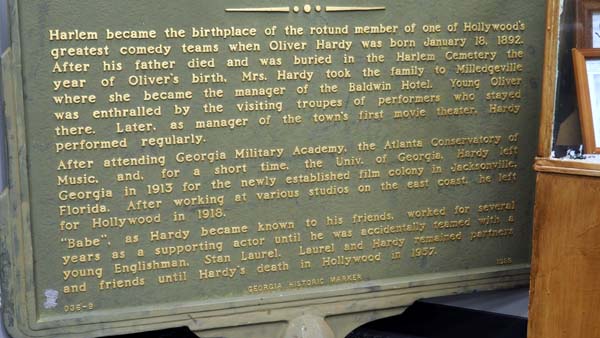 Harlem became the birthplace of the rotund member of one of Hollywood's
greatest comedy teams when Oliver Hardy was born January 18, 1892.
After his father died and was buried in the Harlem Cemetery the
year of Oliver's birth, Mrs. Hardy took the family to Milledgeville
where she became the manager of the Baldwin Hotel. Young Oliver
was enthralled by the visiting troupes of performers who stayed
there. Later, as manager of the town's first movie theater, Hardy
performed regularly.
After attending Georgia Military Academy, the Atlanta Conservatory of
Music, and, for a short time, the Univ. of Georgia, Hardy left
Georgia in 1913 for the newly established film colony in Jacksonville,
Florida. After working at various studios on the east coast, he left
for Hollywood in 1918.
"Babe", as Hardy became known to his friends, worked for several
years as a supporting actor until he was accidentally teamed with a
young Englishman, Stan Laurel. Laurel and Hardy remained partners
and friends until Hardy's death in Hollywood in 1957.
036-9 GEORGIA HISTORIC MARKER